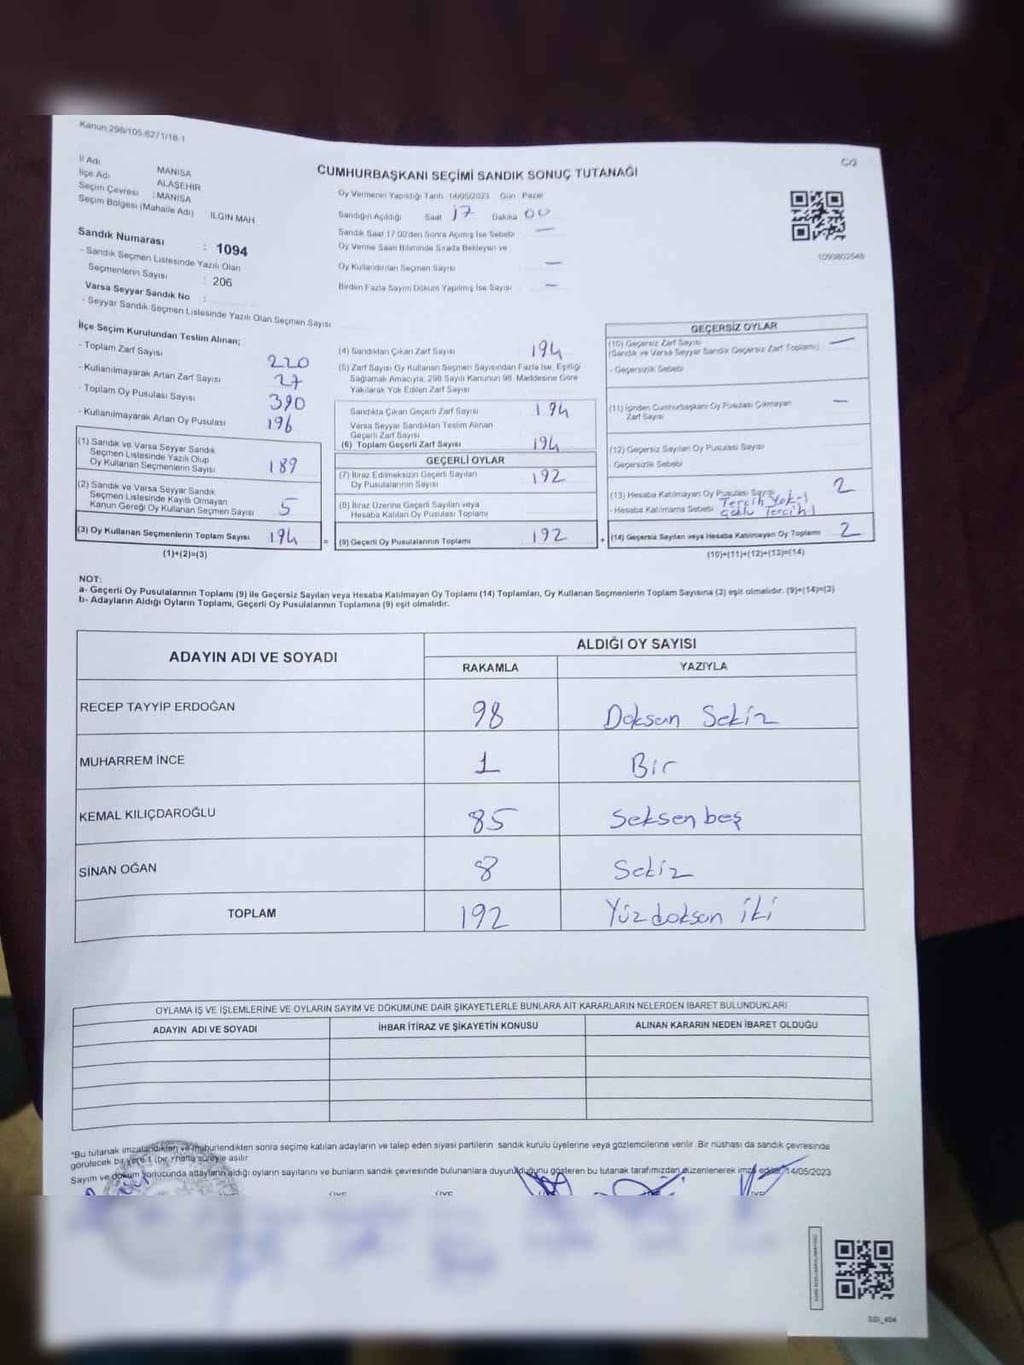 Kanun:298/105.6271/16-1
CUMHURBAŞKANI SEÇİMİ SANDIK SONUÇ TUTANAĞI
İl Adı MANİSA
İlçe Adı ALAŞEHİR
Seçim Çevresi : MANİSA
Seçim Bölgesi (Mahalle Adı) ILGIN MAH
Sandık Numarası : 1094
- Sandık Seçmen Listesinde Yazılı Olan
Seçmenlerin Sayısı : 206
Varsa Seyyar Sandık No :
- Seyyar Sandık Seçmen Listesinde Yazılı Olan Seçmen Sayısı
Oy Vermenin Yapıldığı Tarih 14/05/2023 Gün Pazar
Sandığın Açıldığı Saat 17 Dakika 00
Sandık Saat 17:00'den Sonra Açılmış İse Sebebi —
Oy Verme Saati Bitiminde Sırada Bekleyen ve
Oy Kullandırılan Seçmen Sayısı —
Birden Fazla Sayım Döküm Yapılmış İse Sayısı —
1090802548
İlçe Seçim Kurulundan Teslim Alınan;
- Toplam Zarf Sayısı 220
- Kullanılmayarak Artan Zarf Sayısı 27
- Toplam Oy Pusulası Sayısı 390
- Kullanılmayarak Artan Oy Pusulası 196
(1) Sandık ve Varsa Seyyar Sandık
Seçmen Listesinde Yazılı Olup
Oy Kullanan Seçmenlerin Sayısı 189
(2) Sandık ve Varsa Seyyar Sandık
Seçmen Listesinde Kayıtlı Olmayan
Kanun Gereği Oy Kullanan Seçmen Sayısı 5
(3) Oy Kullanan Seçmenlerin Toplam Sayısı 194
(1)+(2)=(3)
(4) Sandıktan Çıkan Zarf Sayısı 194
(5) Zarf Sayısı Oy Kullanan Seçmen Sayısından Fazla İse, Eşitliği
Sağlamak Amacıyla; 298 Sayılı Kanunun 98. Maddesine Göre
Yakılarak Yok Edilen Zarf Sayısı
Sandıkta Çıkan Geçerli Zarf Sayısı 194
Varsa Seyyar Sandıktan Teslim Alınan
Geçerli Zarf Sayısı
(6) Toplam Geçerli Zarf Sayısı 194
GEÇERLİ OYLAR
(7) İtiraz Edilmeksizin Geçerli Sayılan
Oy Pusulalarının Sayısı 192
(8) İtiraz Üzerine Geçerli Sayılan veya
Hesaba Katılan Oy Pusulası Toplamı
= (9) Geçerli Oy Pusulalarının Toplamı 192
GEÇERSİZ OYLAR
(10) Geçersiz Zarf Sayısı —
(Sandık ve Varsa Seyyar Sandık Geçersiz Zarf Toplamı)
- Geçersizlik Sebebi
(11) İçinden Cumhurbaşkanı Oy Pusulası Çıkmayan —
Zarf Sayısı
(12) Geçersiz Sayılan Oy Pusulası Sayısı
- Geçersizlik Sebebi
(13) Hesaba Katılmayan Oy Pusulası Sayısı 2
- Hesaba Katılmama Sebebi Tercih Yok-1
Çoklu Tercih 1
+ (14) Geçersiz Sayılan veya Hesaba Katılmayan Oy Toplamı 2
(10)+(11)+(12)+(13)=(14)
NOT:
a- Geçerli Oy Pusulalarının Toplamı (9) ile Geçersiz Sayılan veya Hesaba Katılmayan Oy Toplamı (14) Toplamları, Oy Kullanan Seçmenlerin Toplam Sayısına (3) eşit olmalıdır. (9)+(14)=(3)
b- Adayların Aldığı Oyların Toplamı, Geçerli Oy Pusulalarının Toplamına (9) eşit olmalıdır.
ADAYIN ADI VE SOYADI ALDIĞI OY SAYISI
RAKAMLA YAZIYLA
RECEP TAYYİP ERDOĞAN 98 Doksan Sekiz
MUHARREM İNCE 1 Bir
KEMAL KILIÇDAROĞLU 85 Seksen beş
SİNAN OĞAN 8 Sekiz
TOPLAM 192 Yüz doksan iki
OYLAMA İŞ VE İŞLEMLERİNE VE OYLARIN SAYIM VE DÖKÜMÜNE DAİR ŞİKAYETLERLE BUNLARA AİT KARARLARIN NELERDEN İBARET BULUNDUKLARI
ADAYIN ADI VE SOYADI İHBAR İTİRAZ VE ŞİKAYETİN KONUSU ALINAN KARARIN NEDEN İBARET OLDUĞU
*Bu tutanak imzalandıktan ve mühürlendikten sonra seçime katılan adayların ve talep eden siyasi partilerin sandık kurulu üyelerine veya gözlemcilerine verilir. Bir nüshası da sandık çevresinde
görülecek bir yere 1 (bir) hafta süreyle asılır.
Sayım ve döküm sonucunda adayların aldığı oyların sayılarını ve bunların sandık çevresinde bulunanlara duyurulduğunu gösteren bu tutanak tarafımızdan düzenlenerek imza edildi. 14/05/2023